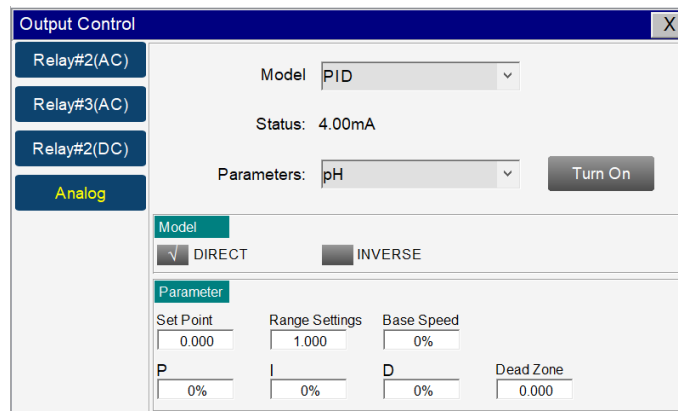 Output Control
X
Relay#2(AC)
Relay#3(AC)
Relay#2(DC)
Analog
Model PID
Status: 4.00mA
Parameters: pH Turn On
Model
√ DIRECT INVERSE
Parameter
Set Point Range Settings Base Speed
0.000 1.000 0%
P I D Dead Zone
0% 0% 0% 0.000